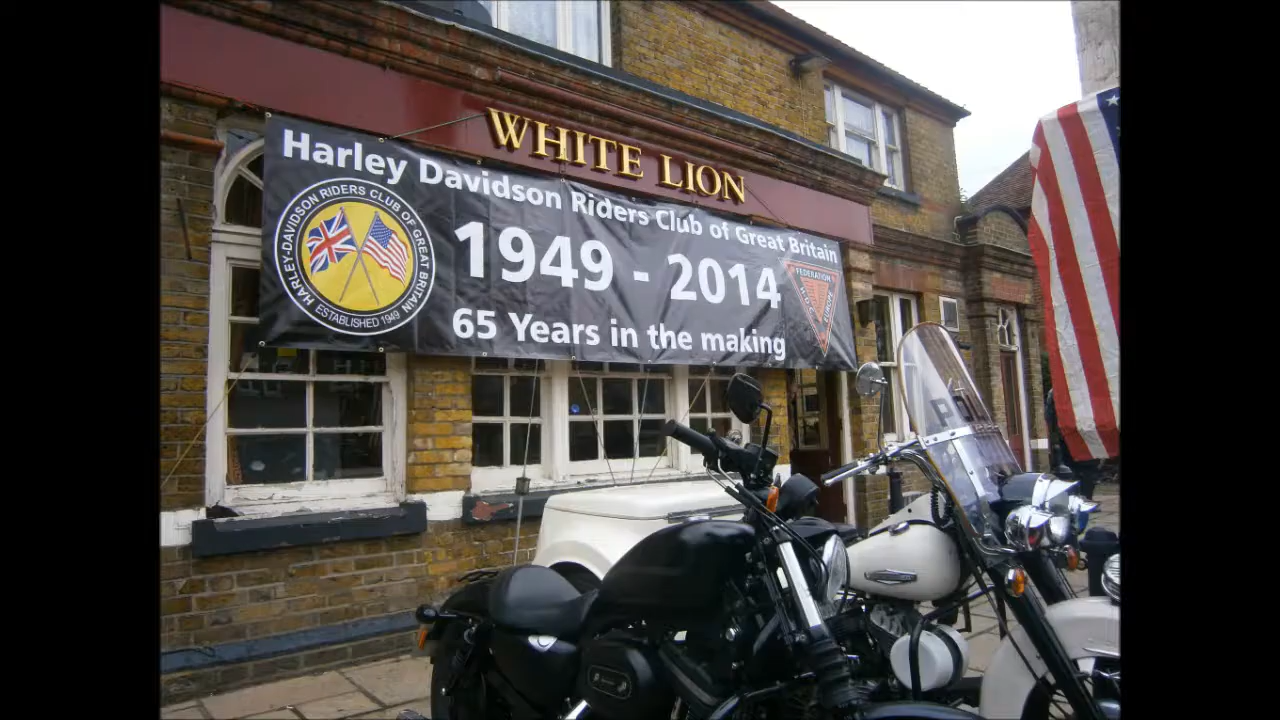 WHITE LION
Harley Davidson Riders Club of Great Britain
1949 - 2014
65 Years in the making
HARLEY-DAVIDSON RIDERS CLUB OF GREAT BRITAIN
ESTABLISHED 1949
FEDERATION
H-D
EUROPE